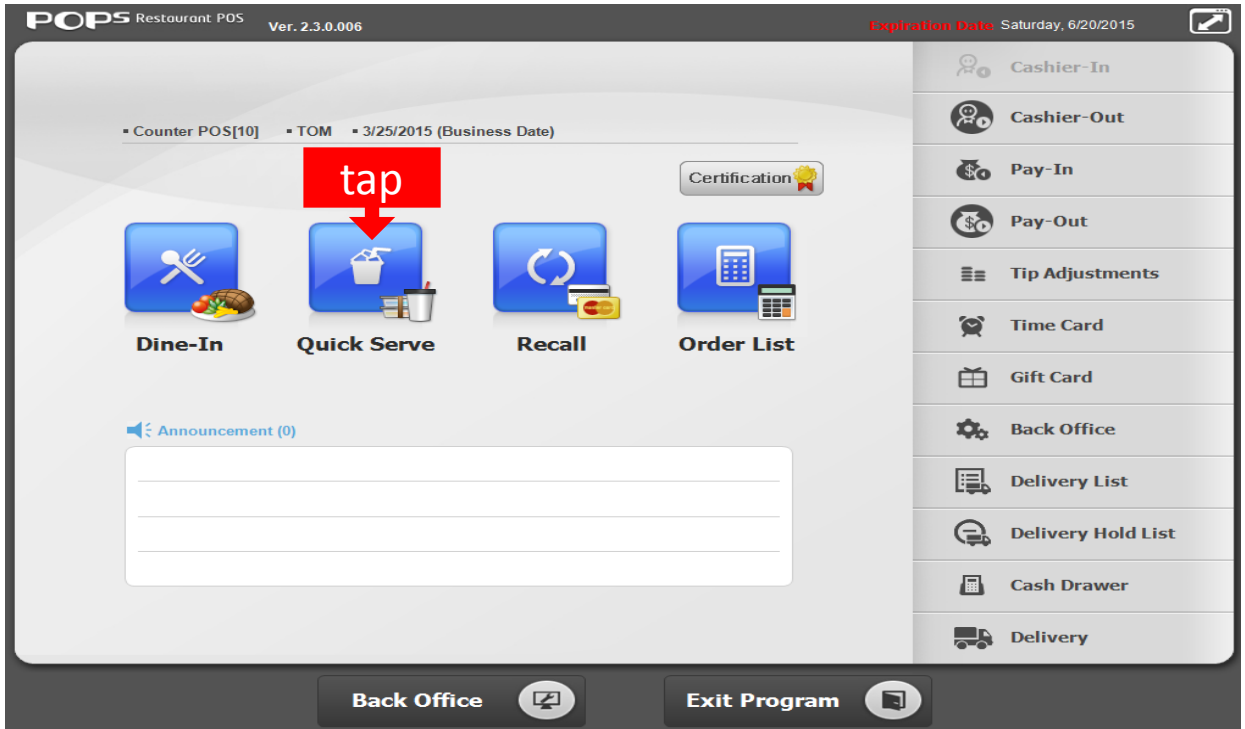 POPS Restaurant POS Ver. 2.3.0.006
Expiration Date Saturday, 6/20/2015
▪ Counter POS[10] ▪ TOM ▪ 3/25/2015 (Business Date)
tap
Certification
Dine-In Quick Serve Recall Order List
Announcement (0)
Cashier-In
Cashier-Out
Pay-In
Pay-Out
Tip Adjustments
Time Card
Gift Card
Back Office
Delivery List
Delivery Hold List
Cash Drawer
Delivery
Back Office Exit Program